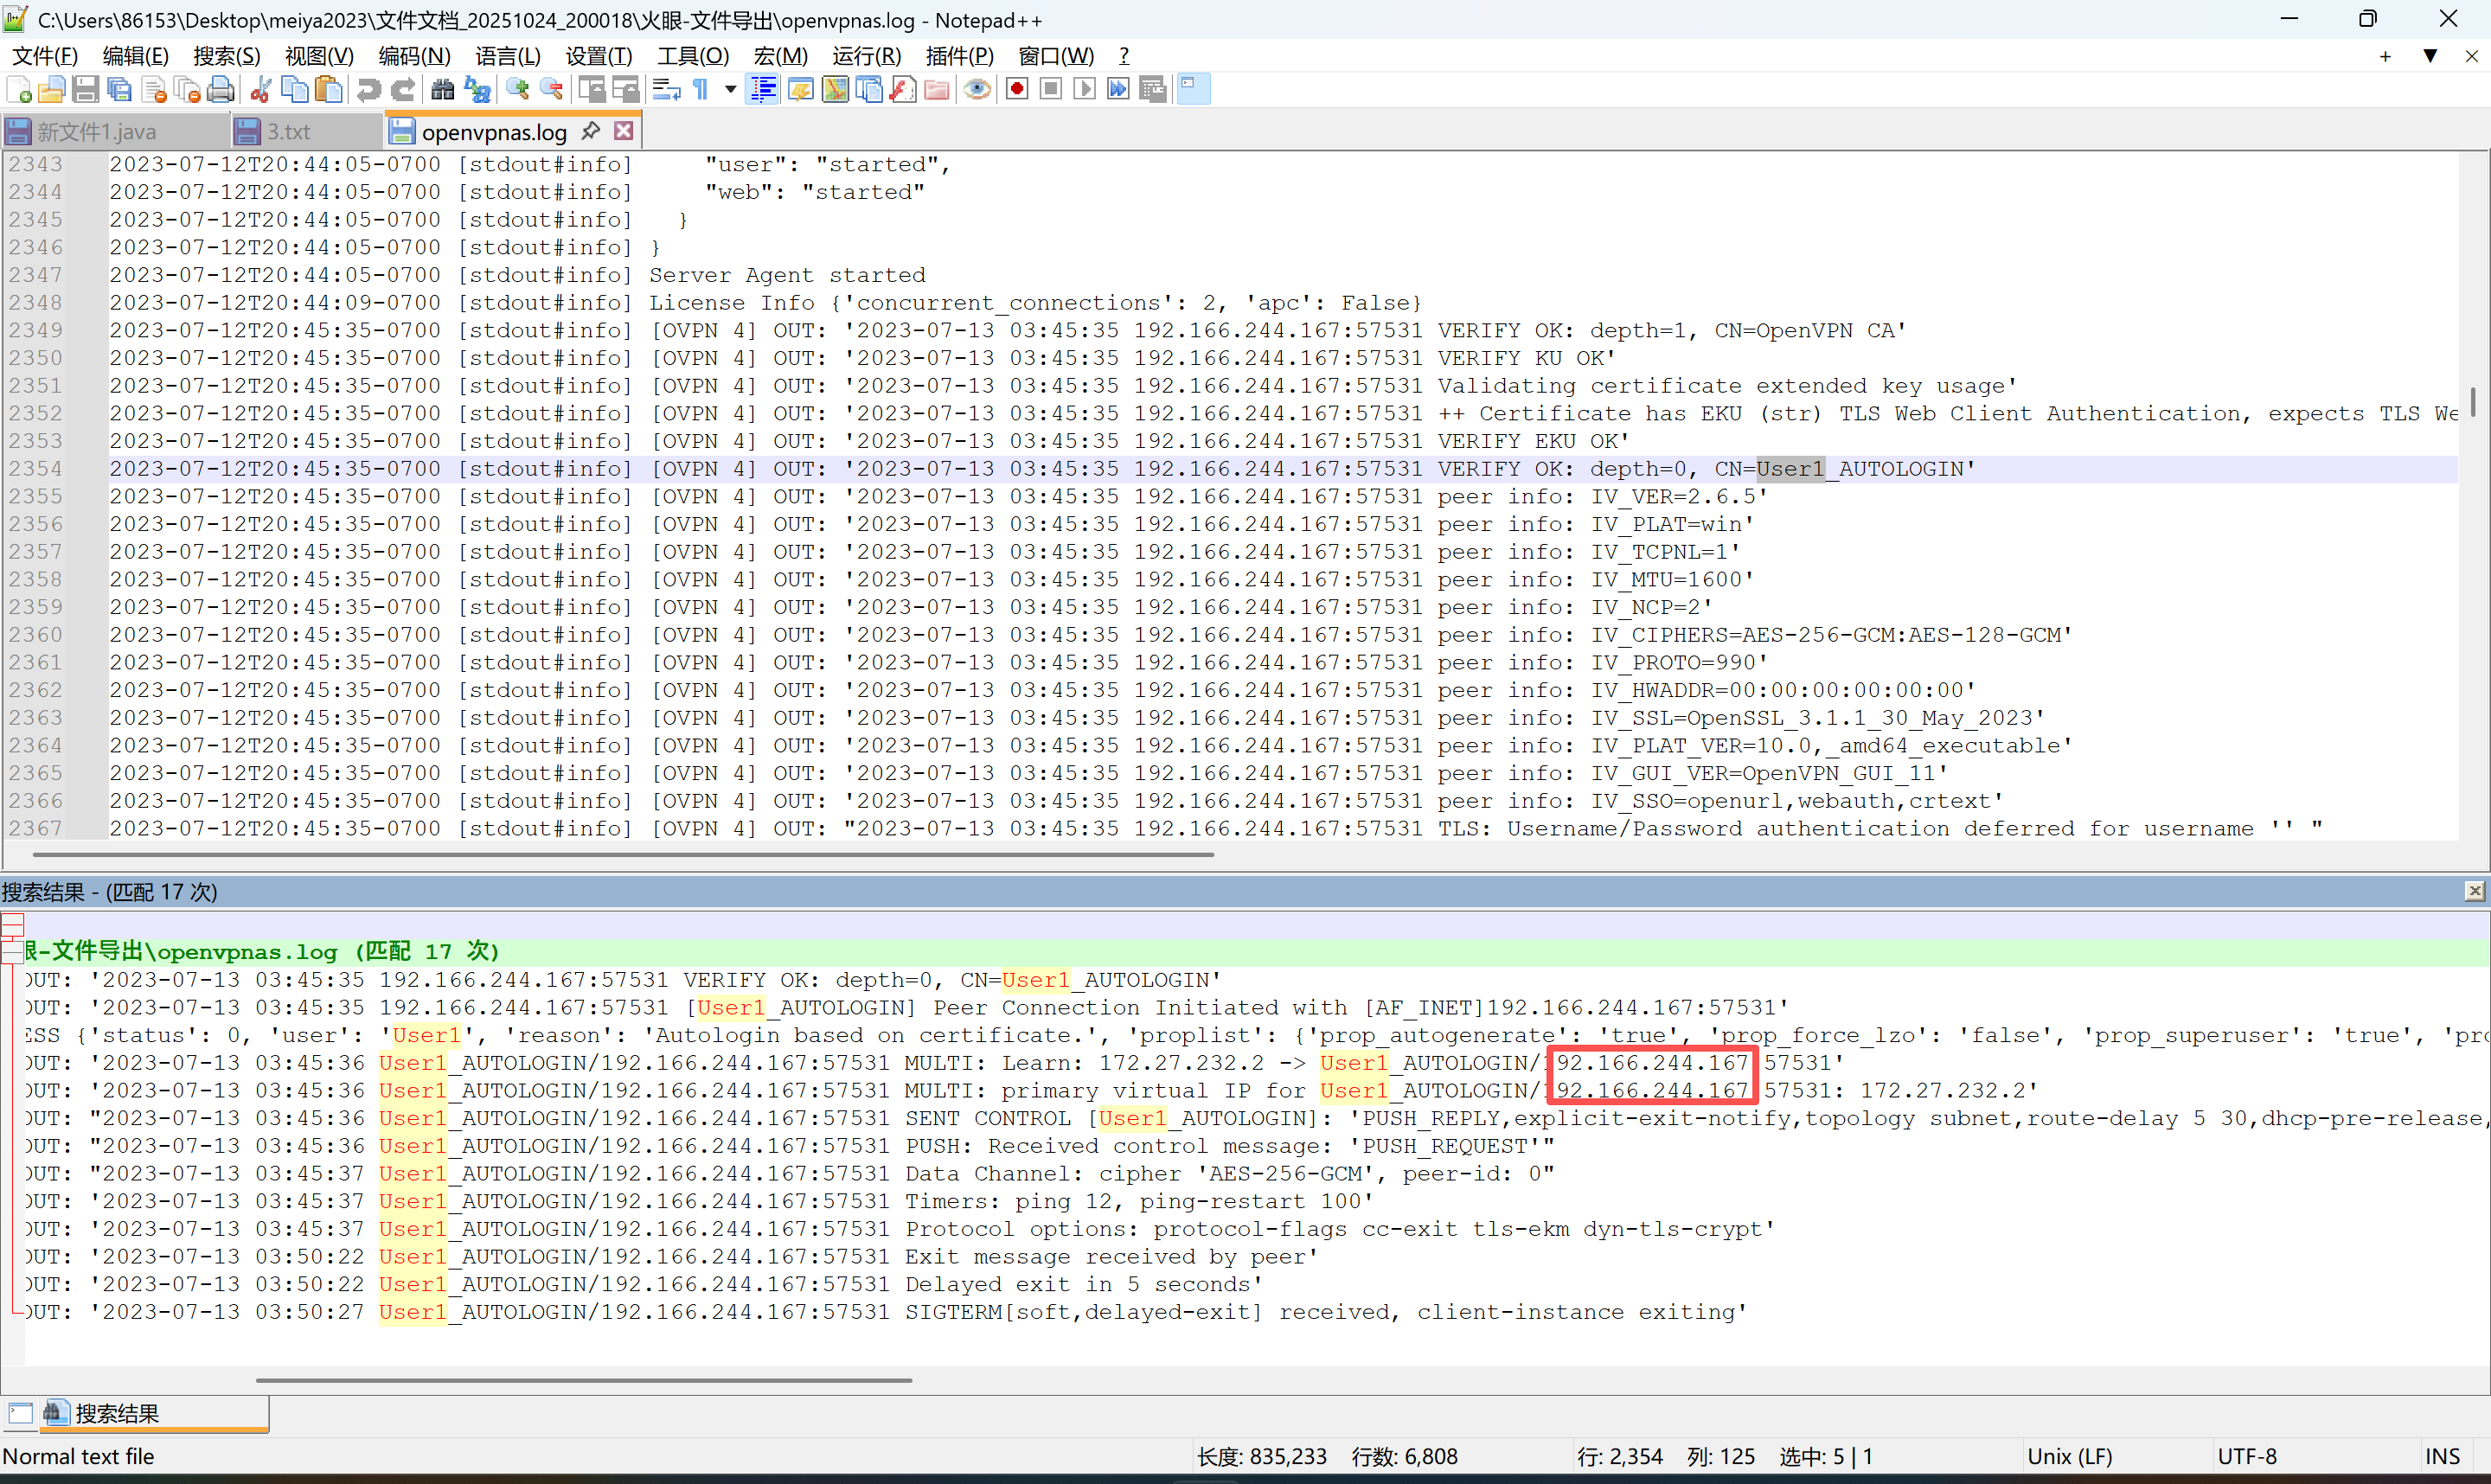 C:\Users\86153\Desktop\meiya2023\文件文档_20251024_200018\火眼-文件导出\openvpnas.log - Notepad++
文件(F) 编辑(E) 搜索(S) 视图(V) 编码(N) 语言(L) 设置(T) 工具(O) 宏(M) 运行(R) 插件(P) 窗口(W) ?
新文件1.java 3.txt openvpnas.log
2343 2023-07-12T20:44:05-0700 [stdout#info] "user": "started",
2344 2023-07-12T20:44:05-0700 [stdout#info] "web": "started"
2345 2023-07-12T20:44:05-0700 [stdout#info] }
2346 2023-07-12T20:44:05-0700 [stdout#info] }
2347 2023-07-12T20:44:05-0700 [stdout#info] Server Agent started
2348 2023-07-12T20:44:09-0700 [stdout#info] License Info {'concurrent_connections': 2, 'apc': False}
2349 2023-07-12T20:45:35-0700 [stdout#info] [OVPN 4] OUT: '2023-07-13 03:45:35 192.166.244.167:57531 VERIFY OK: depth=1, CN=OpenVPN CA'
2350 2023-07-12T20:45:35-0700 [stdout#info] [OVPN 4] OUT: '2023-07-13 03:45:35 192.166.244.167:57531 VERIFY KU OK'
2351 2023-07-12T20:45:35-0700 [stdout#info] [OVPN 4] OUT: '2023-07-13 03:45:35 192.166.244.167:57531 Validating certificate extended key usage'
2352 2023-07-12T20:45:35-0700 [stdout#info] [OVPN 4] OUT: '2023-07-13 03:45:35 192.166.244.167:57531 ++ Certificate has EKU (str) TLS Web Client Authentication, expects TLS We
2353 2023-07-12T20:45:35-0700 [stdout#info] [OVPN 4] OUT: '2023-07-13 03:45:35 192.166.244.167:57531 VERIFY EKU OK'
2354 2023-07-12T20:45:35-0700 [stdout#info] [OVPN 4] OUT: '2023-07-13 03:45:35 192.166.244.167:57531 VERIFY OK: depth=0, CN=User1_AUTOLOGIN'
2355 2023-07-12T20:45:35-0700 [stdout#info] [OVPN 4] OUT: '2023-07-13 03:45:35 192.166.244.167:57531 peer info: IV_VER=2.6.5'
2356 2023-07-12T20:45:35-0700 [stdout#info] [OVPN 4] OUT: '2023-07-13 03:45:35 192.166.244.167:57531 peer info: IV_PLAT=win'
2357 2023-07-12T20:45:35-0700 [stdout#info] [OVPN 4] OUT: '2023-07-13 03:45:35 192.166.244.167:57531 peer info: IV_TCPNL=1'
2358 2023-07-12T20:45:35-0700 [stdout#info] [OVPN 4] OUT: '2023-07-13 03:45:35 192.166.244.167:57531 peer info: IV_MTU=1600'
2359 2023-07-12T20:45:35-0700 [stdout#info] [OVPN 4] OUT: '2023-07-13 03:45:35 192.166.244.167:57531 peer info: IV_NCP=2'
2360 2023-07-12T20:45:35-0700 [stdout#info] [OVPN 4] OUT: '2023-07-13 03:45:35 192.166.244.167:57531 peer info: IV_CIPHERS=AES-256-GCM:AES-128-GCM'
2361 2023-07-12T20:45:35-0700 [stdout#info] [OVPN 4] OUT: '2023-07-13 03:45:35 192.166.244.167:57531 peer info: IV_PROTO=990'
2362 2023-07-12T20:45:35-0700 [stdout#info] [OVPN 4] OUT: '2023-07-13 03:45:35 192.166.244.167:57531 peer info: IV_HWADDR=00:00:00:00:00:00'
2363 2023-07-12T20:45:35-0700 [stdout#info] [OVPN 4] OUT: '2023-07-13 03:45:35 192.166.244.167:57531 peer info: IV_SSL=OpenSSL_3.1.1_30_May_2023'
2364 2023-07-12T20:45:35-0700 [stdout#info] [OVPN 4] OUT: '2023-07-13 03:45:35 192.166.244.167:57531 peer info: IV_PLAT_VER=10.0,_amd64_executable'
2365 2023-07-12T20:45:35-0700 [stdout#info] [OVPN 4] OUT: '2023-07-13 03:45:35 192.166.244.167:57531 peer info: IV_GUI_VER=OpenVPN_GUI_11'
2366 2023-07-12T20:45:35-0700 [stdout#info] [OVPN 4] OUT: '2023-07-13 03:45:35 192.166.244.167:57531 peer info: IV_SSO=openurl,webauth,crtext'
2367 2023-07-12T20:45:35-0700 [stdout#info] [OVPN 4] OUT: "2023-07-13 03:45:35 192.166.244.167:57531 TLS: Username/Password authentication deferred for username '' "
搜索结果 - (匹配 17 次)
眼-文件导出\openvpnas.log (匹配 17 次)
OUT: '2023-07-13 03:45:35 192.166.244.167:57531 VERIFY OK: depth=0, CN=User1_AUTOLOGIN'
OUT: '2023-07-13 03:45:35 192.166.244.167:57531 [User1_AUTOLOGIN] Peer Connection Initiated with [AF_INET]192.166.244.167:57531'
ESS {'status': 0, 'user': 'User1', 'reason': 'Autologin based on certificate.', 'proplist': {'prop_autogenerate': 'true', 'prop_force_lzo': 'false', 'prop_superuser': 'true', 'pro
OUT: '2023-07-13 03:45:36 User1_AUTOLOGIN/192.166.244.167:57531 MULTI: Learn: 172.27.232.2 -> User1_AUTOLOGIN/192.166.244.167 57531'
OUT: '2023-07-13 03:45:36 User1_AUTOLOGIN/192.166.244.167:57531 MULTI: primary virtual IP for User1_AUTOLOGIN/192.166.244.167 57531: 172.27.232.2'
OUT: "2023-07-13 03:45:36 User1_AUTOLOGIN/192.166.244.167:57531 SENT CONTROL [User1_AUTOLOGIN]: 'PUSH_REPLY,explicit-exit-notify,topology subnet,route-delay 5 30,dhcp-pre-release,
OUT: "2023-07-13 03:45:36 User1_AUTOLOGIN/192.166.244.167:57531 PUSH: Received control message: 'PUSH_REQUEST'"
OUT: "2023-07-13 03:45:37 User1_AUTOLOGIN/192.166.244.167:57531 Data Channel: cipher 'AES-256-GCM', peer-id: 0"
OUT: '2023-07-13 03:45:37 User1_AUTOLOGIN/192.166.244.167:57531 Timers: ping 12, ping-restart 100'
OUT: '2023-07-13 03:45:37 User1_AUTOLOGIN/192.166.244.167:57531 Protocol options: protocol-flags cc-exit tls-ekm dyn-tls-crypt'
OUT: '2023-07-13 03:50:22 User1_AUTOLOGIN/192.166.244.167:57531 Exit message received by peer'
OUT: '2023-07-13 03:50:22 User1_AUTOLOGIN/192.166.244.167:57531 Delayed exit in 5 seconds'
OUT: '2023-07-13 03:50:27 User1_AUTOLOGIN/192.166.244.167:57531 SIGTERM[soft,delayed-exit] received, client-instance exiting'
搜索结果
Normal text file 长度: 835,233 行数: 6,808 行: 2,354 列: 125 选中: 5 | 1 Unix (LF) UTF-8 INS